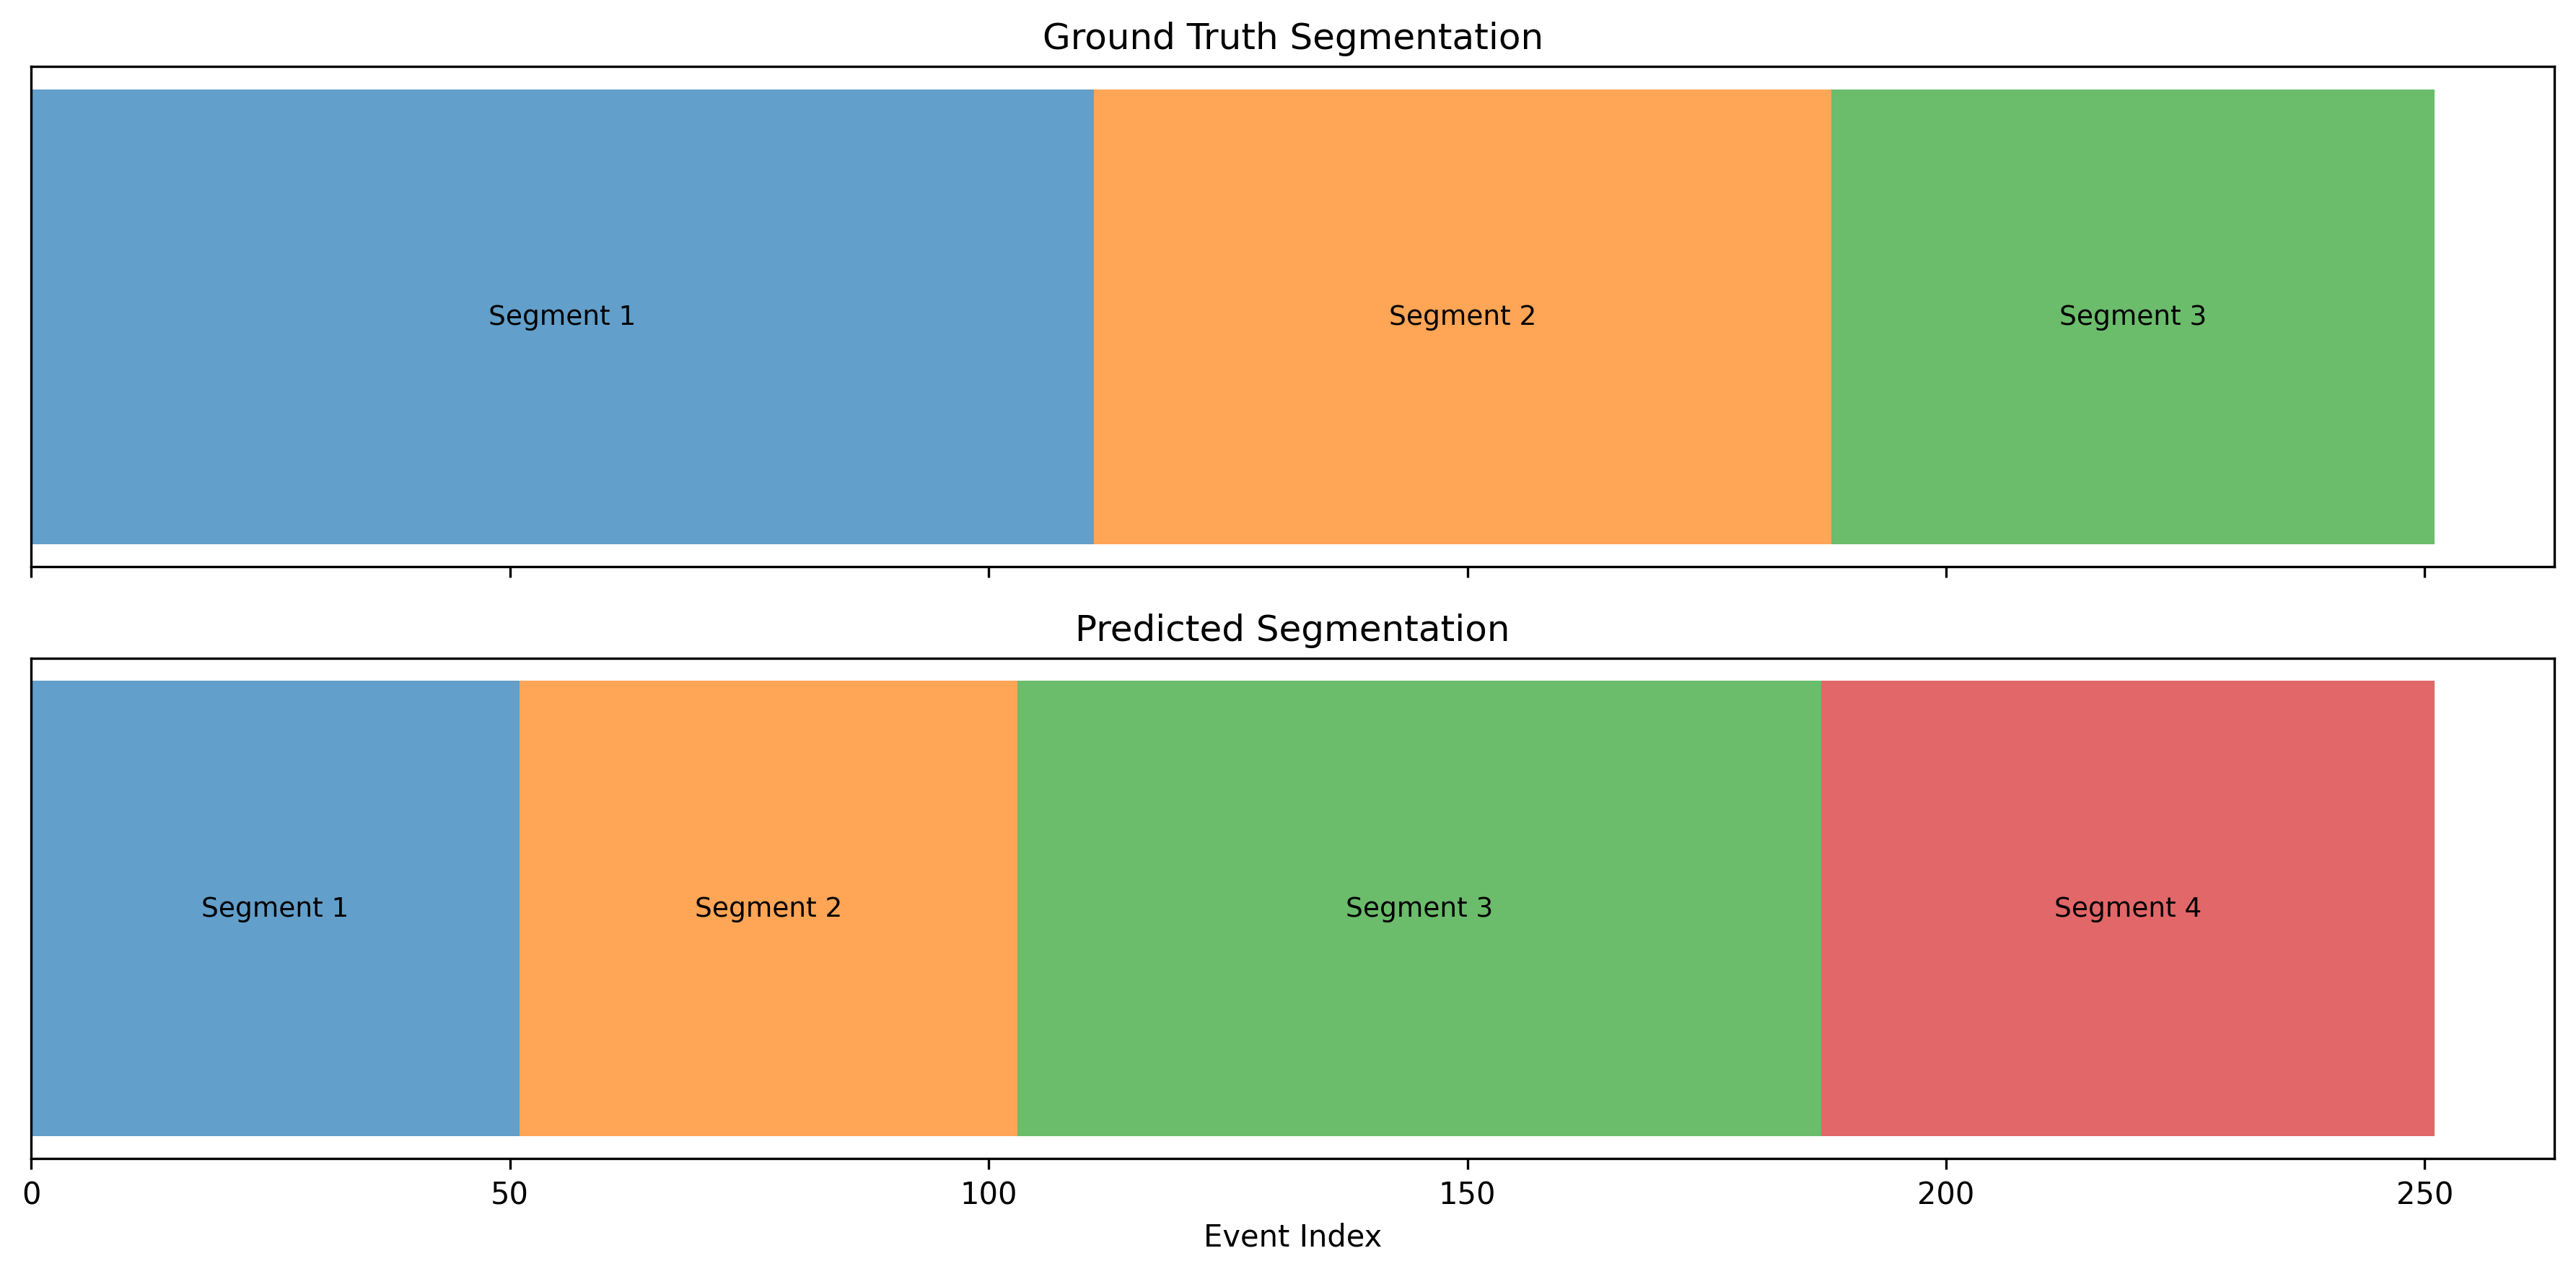 Ground Truth Segmentation
Segment 1 Segment 2 Segment 3
Predicted Segmentation
Segment 1 Segment 2 Segment 3 Segment 4
0 50 100 150 200 250
Event Index